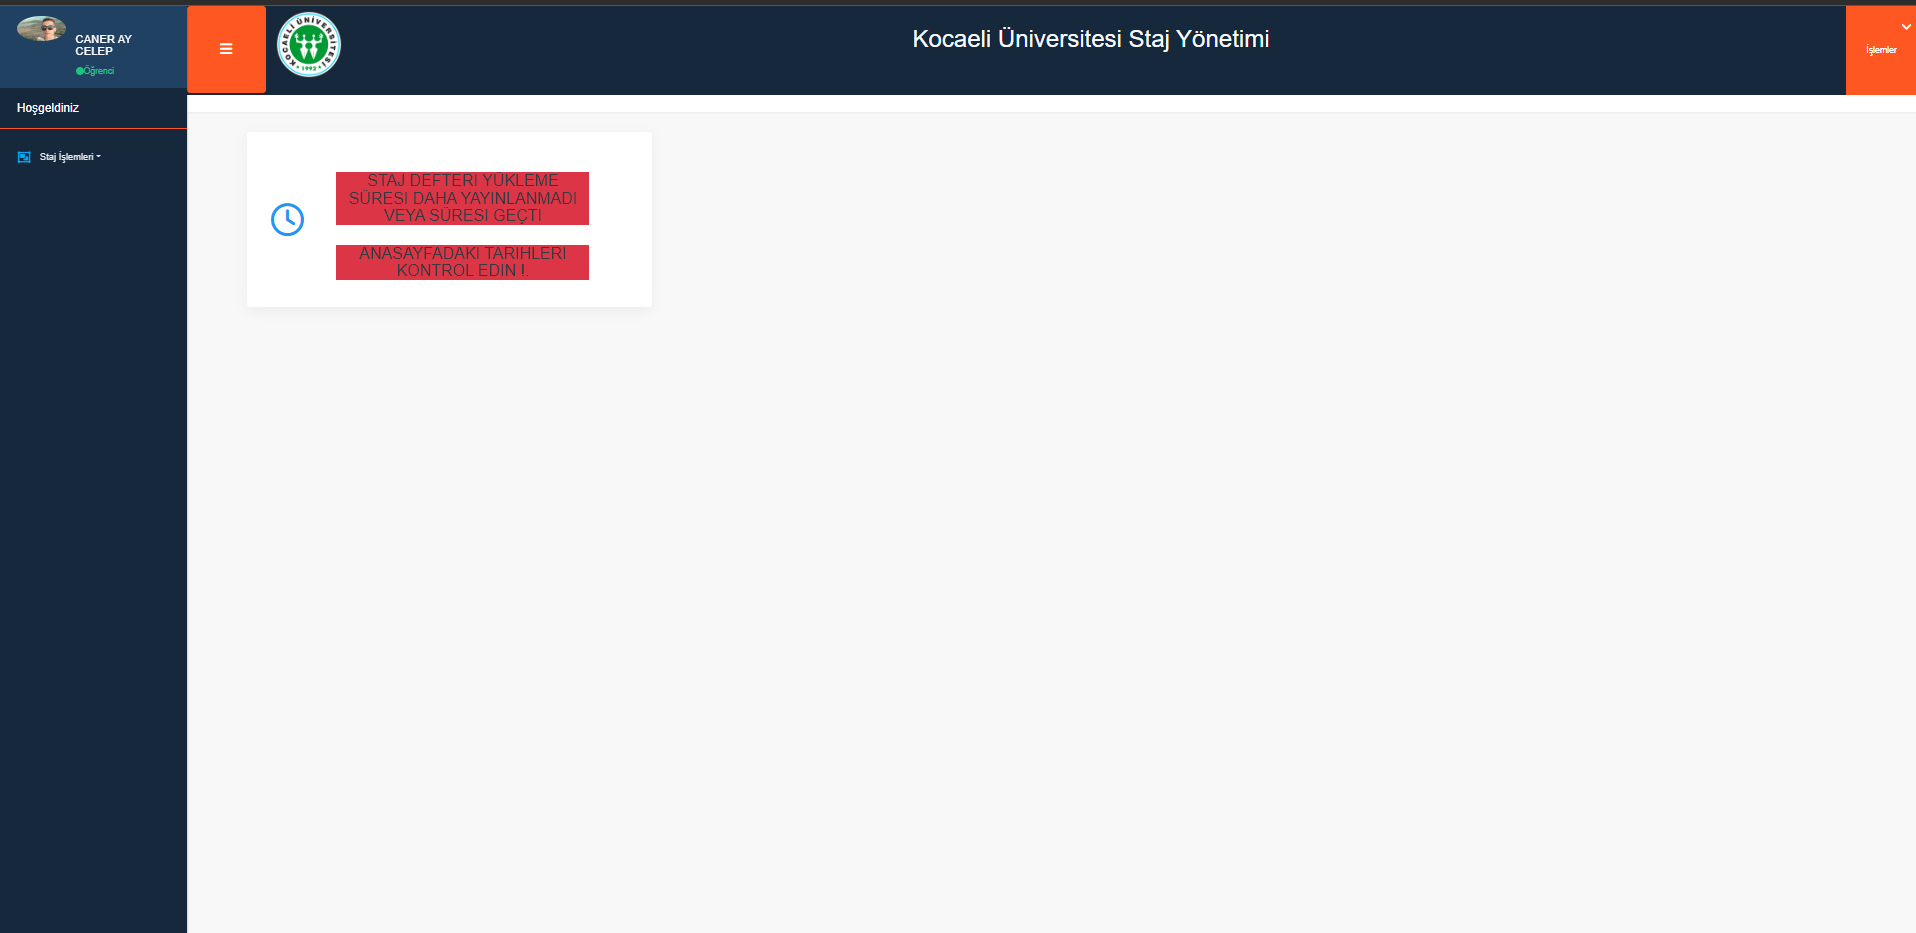 CANER AY
CELEP
Öğrenci
Hoşgeldiniz
Staj İşlemleri
KOCAELİ ÜNİVERSİTESİ
1992
Kocaeli Üniversitesi Staj Yönetimi
İşlemler
STAJ DEFTERI YÜKLEME
SÜRESI DAHA YAYINLANMADI
VEYA SÜRESI GEÇTI
ANASAYFADAKI TARIHLERI
KONTROL EDIN !.